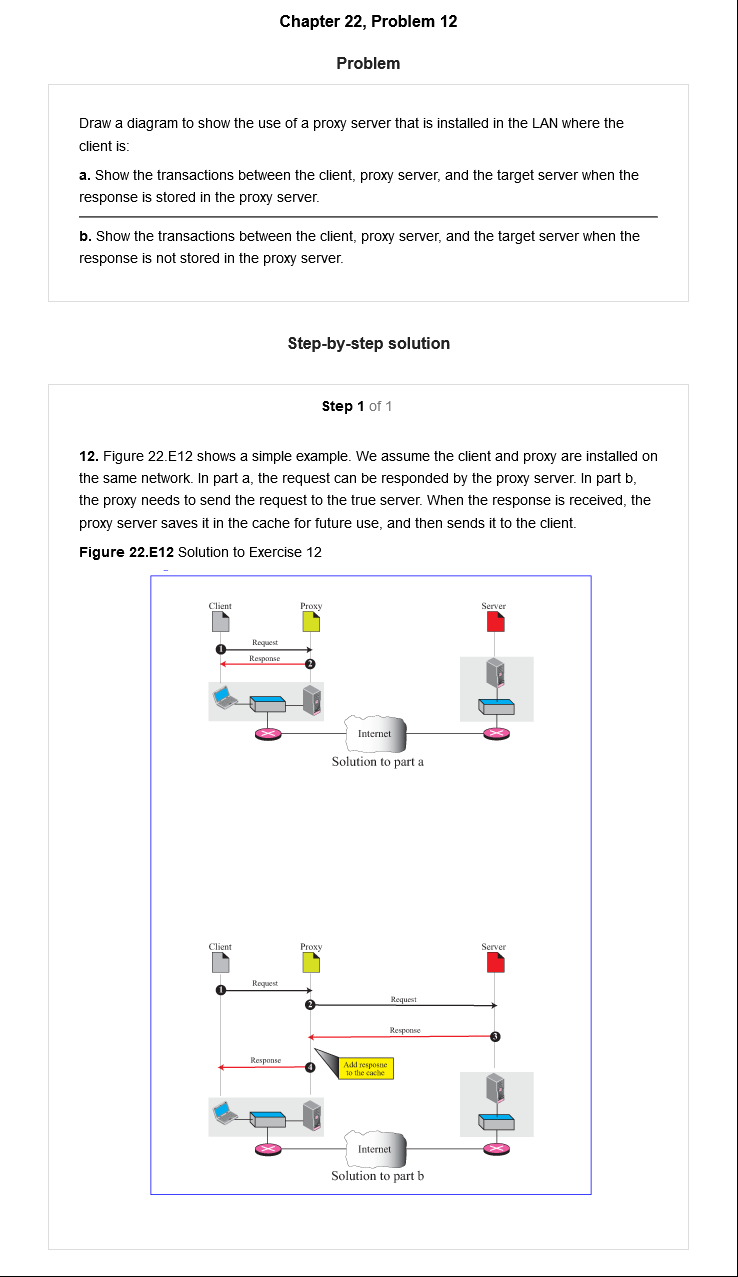 Chapter 22, Problem 12
Problem
Draw a diagram to show the use of a proxy server that is installed in the LAN where the
client is:
a. Show the transactions between the client, proxy server, and the target server when the
response is stored in the proxy server.
b. Show the transactions between the client, proxy server, and the target server when the
response is not stored in the proxy server.
Step-by-step solution
Step 1 of 1
12. Figure 22.E12 shows a simple example. We assume the client and proxy are installed on
the same network. In part a, the request can be responded by the proxy server. In part b,
the proxy needs to send the request to the true server. When the response is received, the
proxy server saves it in the cache for future use, and then sends it to the client.
Figure 22.E12 Solution to Exercise 12
Client Proxy Server
Request
1
Response
2
Internet
Solution to part a
Client Proxy Server
Request
1
Request
2
Response
3
Response
4
Add resposne
to the cache
Internet
Solution to part b